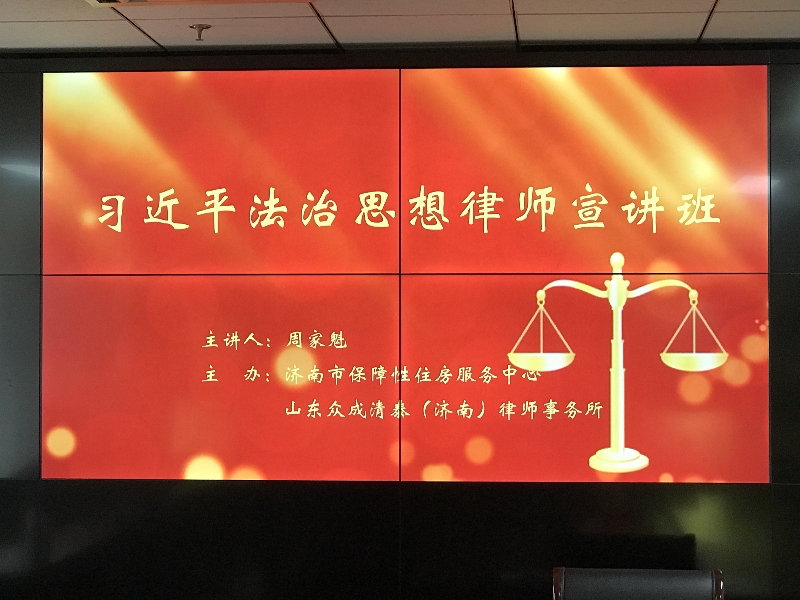 习近平法治思想律师宣讲班
主讲人：周家魁
主　办：济南市保障性住房服务中心
山东众成清泰（济南）律师事务所